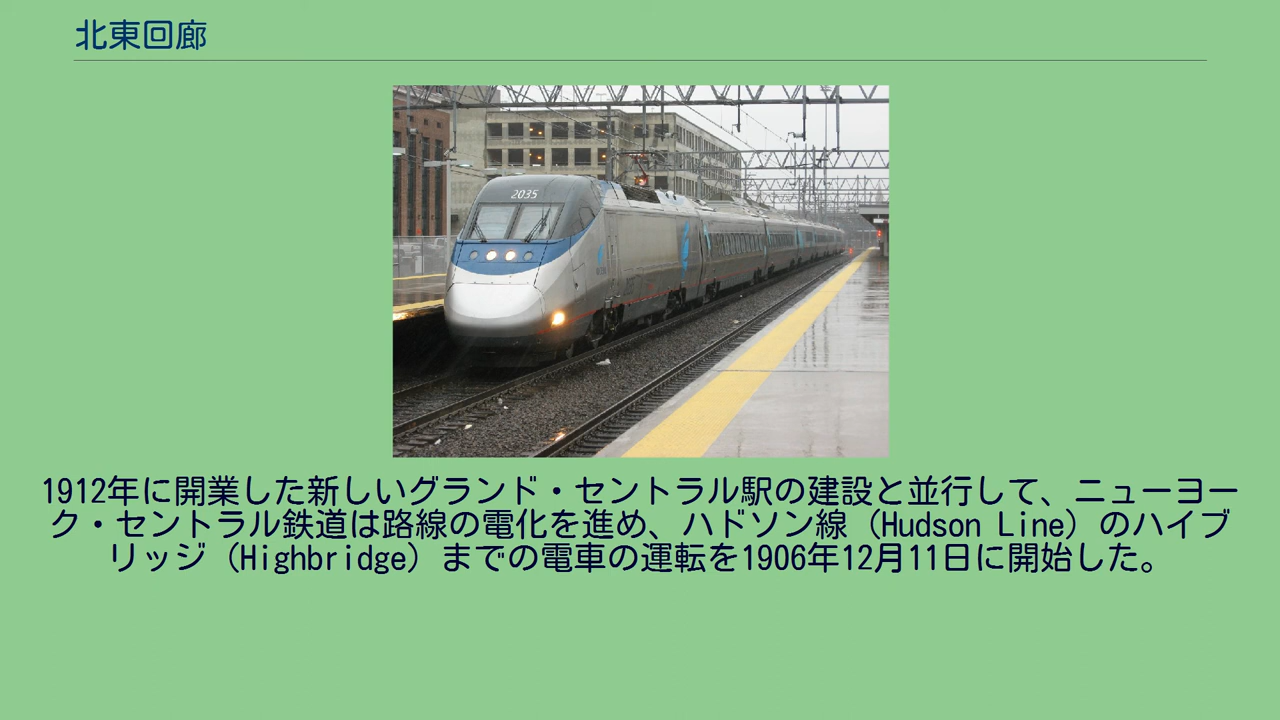 北東回廊
2035
1912年に開業した新しいグランド・セントラル駅の建設と並行して、ニューヨー
ク・セントラル鉄道は路線の電化を進め、ハドソン線（Hudson Line）のハイブ
リッジ（Highbridge）までの電車の運転を1906年12月11日に開始した。